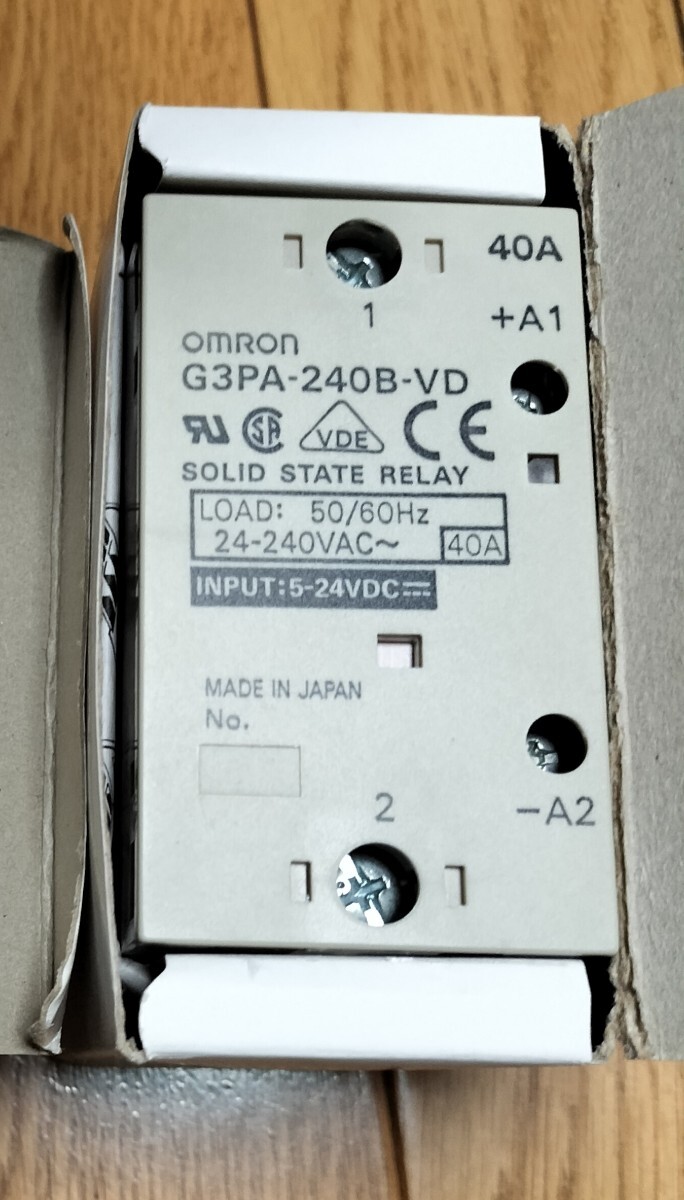 40A
1
+A1
OMRON
G3PA-240B-VD
VDE
CE
SOLID STATE RELAY
LOAD: 50/60Hz
24-240VAC~ 40A
INPUT:5-24VDC⎓
MADE IN JAPAN
No.
2
-A2